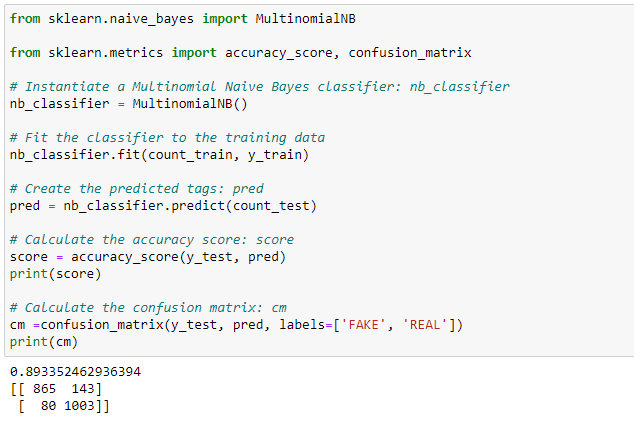 from sklearn.naive_bayes import MultinomialNB
from sklearn.metrics import accuracy_score, confusion_matrix
# Instantiate a Multinomial Naive Bayes classifier: nb_classifier
nb_classifier = MultinomialNB()
# Fit the classifier to the training data
nb_classifier.fit(count_train, y_train)
# Create the predicted tags: pred
pred = nb_classifier.predict(count_test)
# Calculate the accuracy score: score
score = accuracy_score(y_test, pred)
print(score)
# Calculate the confusion matrix: cm
cm =confusion_matrix(y_test, pred, labels=['FAKE', 'REAL'])
print(cm)
0.893352462936394
[[ 865  143]
 [  80 1003]]